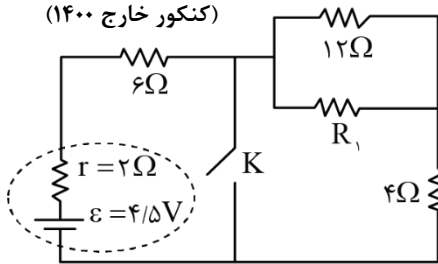 (کنکور خارج ۱۴۰۰)
۱۲Ω
۶Ω
R۱
K
r = ۲Ω
۴Ω
ε = ۴/۵V